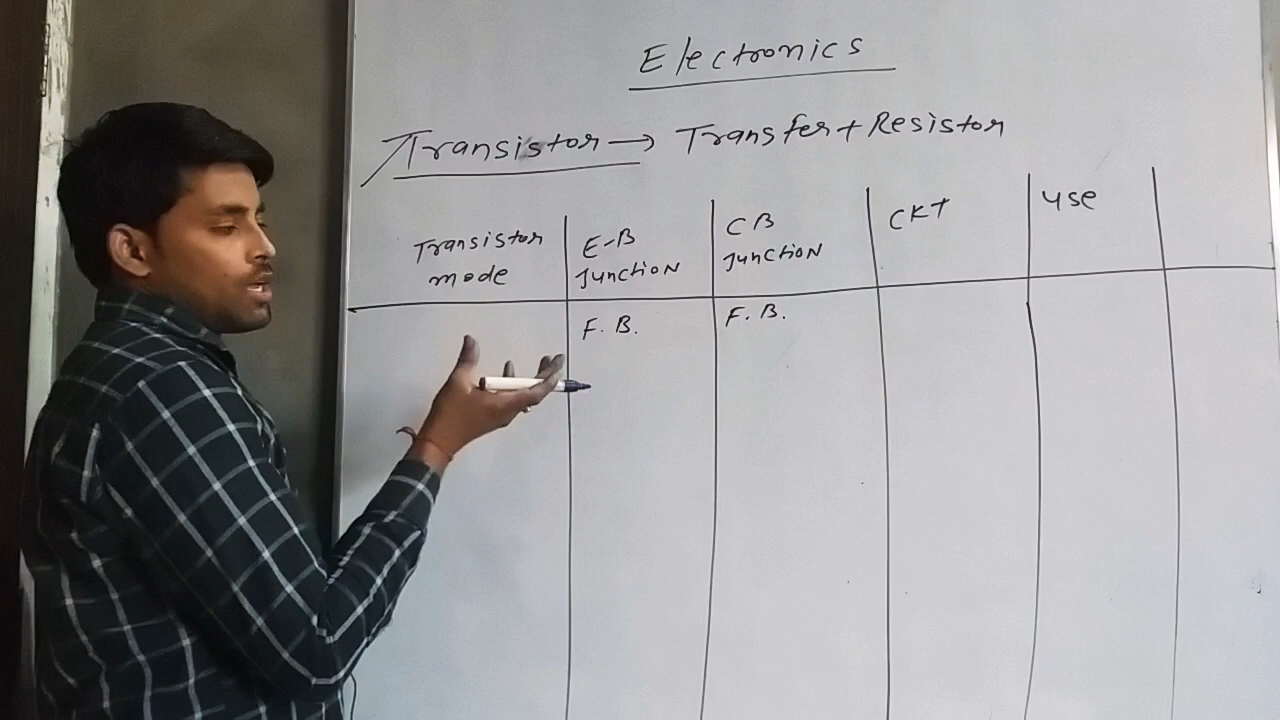 Electronics
Transistor → Transfer + Resistor
Transistor mode
E-B Junction
CB Junction
CKT
Use
F. B.
F. B.